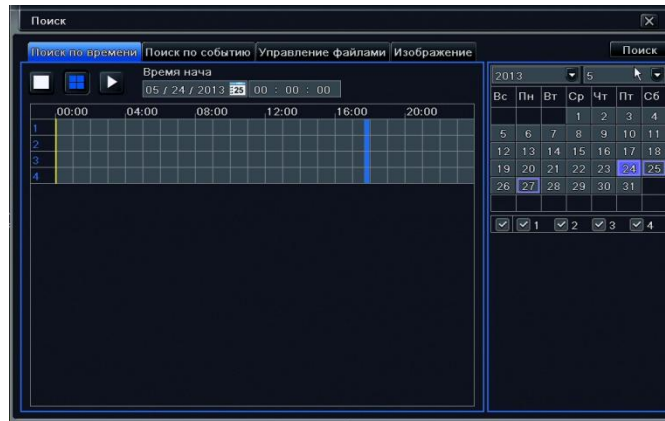 Поиск
Поиск по времени Поиск по событию Управление файлами Изображение
Поиск
Время нача
05 / 24 / 2013 25 00 : 00 : 00
2013 5
Вс Пн Вт Ср Чт Пт Сб
1 2 3 4
5 6 7 8 9 10 11
12 13 14 15 16 17 18
19 20 21 22 23 24 25
26 27 28 29 30 31
1 2 3 4
00:00 04:00 08:00 12:00 16:00 20:00
1
2
3
4